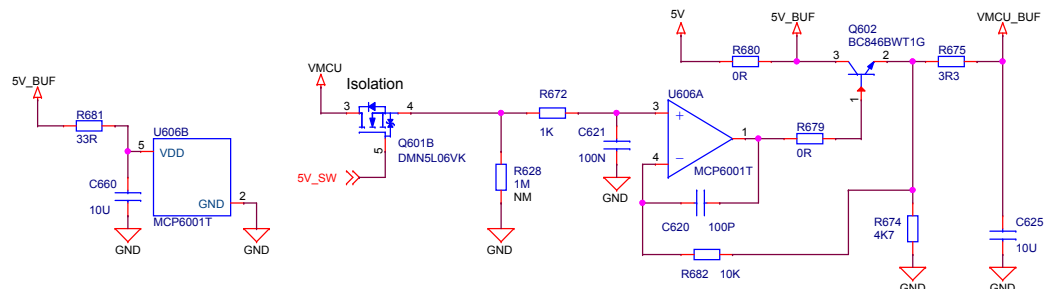 5V_BUF
R681
33R
U606B
5
VDD
C660
10U
GND
2
MCP6001T
GND
GND
VMCU
Isolation
3
4
5
Q601B
DMN5L06VK
5V_SW
R628
1M
NM
GND
R672
1K
C621
100N
GND
U606A
3
+
4
−
1
MCP6001T
C620
100P
R682
10K
5V
R680
0R
5V_BUF
Q602
BC846BWT1G
3
2
1
R679
0R
R675
3R3
VMCU_BUF
R674
4K7
GND
C625
10U
GND